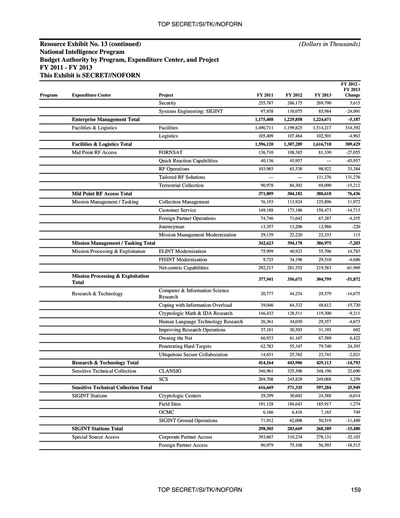 TOP SECRET//SI/TK//NOFORN
Resource Exhibit No. 13 (continued) (Dollars in Thousands)
National Intelligence Program
Budget Authority by Program, Expenditure Center, and Project
FY 2011 - FY 2013
This Exhibit is SECRET//NOFORN
Program Expenditure Center Project FY 2011 FY 2012 FY 2013 FY 2012 - FY 2013 Change
Security 255,787 266,175 269,790 3,615
Systems Engineering: SIGINT 97,938 110,075 85,984 -24,091
Enterprise Management Total 1,175,408 1,229,858 1,224,671 -5,187
Facilities & Logistics Facilities 1,490,711 1,199,825 1,514,217 314,392
Logistics 105,409 107,464 102,501 -4,963
Facilities & Logistics Total 1,596,120 1,307,289 1,616,718 309,429
Mid Point RF Access FORNSAT 136,710 108,385 81,330 -27,055
Quick Reaction Capabilities 40,136 45,957 — -45,957
RF Operations 103,985 65,538 98,922 33,384
Tailored RF Solutions — — 131,276 131,276
Terrestrial Collection 90,978 84,302 69,090 -15,212
Mid Point RF Access Total 371,809 304,182 380,618 76,436
Mission Management / Tasking Collection Management 76,193 113,924 125,896 11,972
Customer Service 149,188 173,186 158,473 -14,713
Foreign Partner Operations 74,746 71,642 67,287 -4,355
Journeyman 13,357 13,206 12,986 -220
Mission Management Modernization 29,139 22,220 22,333 113
Mission Management / Tasking Total 342,623 394,178 386,975 -7,203
Mission Processing & Exploitation ELINT Modernization 75,999 40,923 55,706 14,783
FISINT Modernization 9,725 34,196 29,510 -4,686
Net-centric Capabilities 292,217 281,552 219,583 -61,969
Mission Processing & Exploitation Total 377,941 356,671 304,799 -51,872
Research & Technology Computer & Information Science Research 20,777 44,254 29,579 -14,675
Coping with Information Overload 39,046 64,332 48,612 -15,720
Cryptologic Math & IDA Research 146,432 128,511 119,300 -9,211
Human Language Technology Research 26,361 34,030 29,357 -4,673
Improving Research Operations 37,181 30,503 31,195 692
Owning the Net 66,933 61,167 67,589 6,422
Penetrating Hard Targets 62,783 55,347 79,740 24,393
Ubiquitous Secure Collaboration 14,651 25,762 23,741 -2,021
Research & Technology Total 414,164 443,906 429,113 -14,793
Sensitive Technical Collection CLANSIG 346,961 325,506 348,196 22,690
SCS 269,708 245,829 249,088 3,259
Sensitive Technical Collection Total 616,669 571,335 597,284 25,949
SIGINT Stations Cryptologic Centers 29,299 30,602 24,588 -6,014
Field Sites 191,128 184,643 185,917 1,274
OCMC 6,166 6,416 7,165 749
SIGINT Ground Operations 71,912 62,008 50,519 -11,489
SIGINT Stations Total 298,505 283,669 268,189 -15,480
Special Source Access Corporate Partner Access 393,667 310,234 278,131 -32,103
Foreign Partner Access 90,979 75,108 56,593 -18,515
TOP SECRET//SI/TK//NOFORN 159